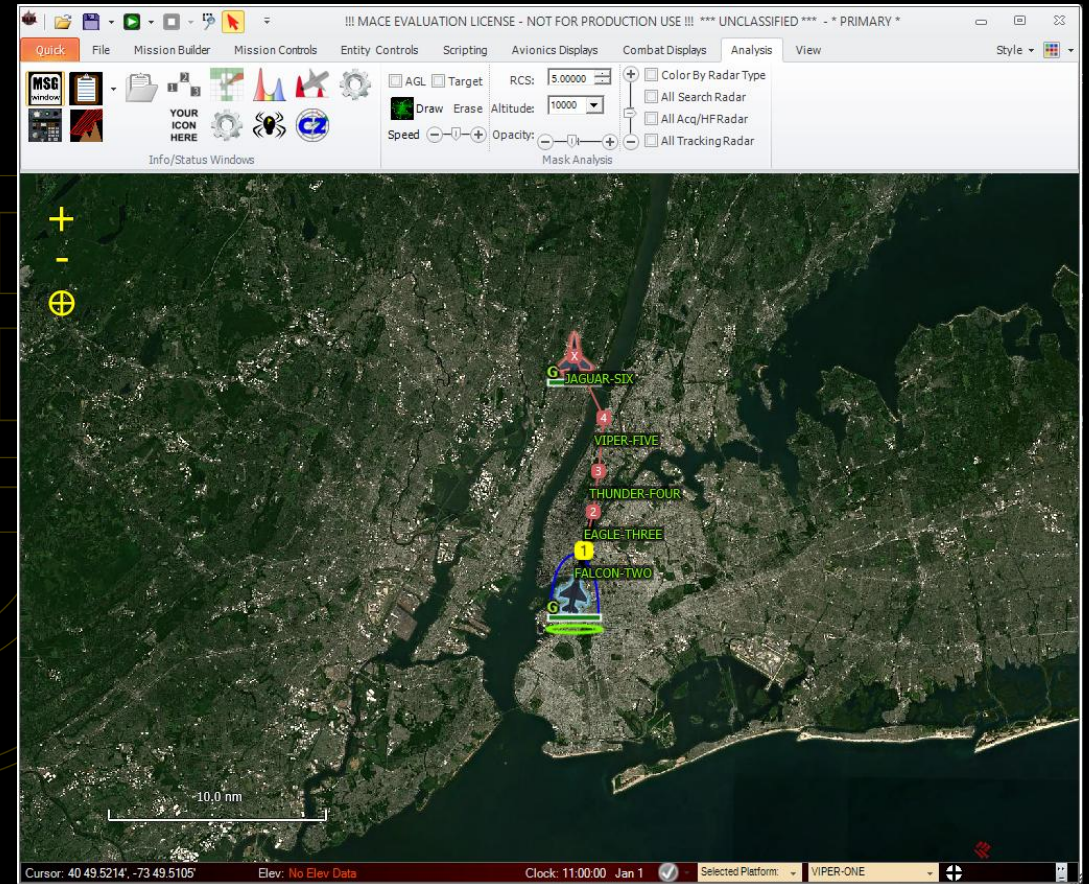 !!! MACE EVALUATION LICENSE - NOT FOR PRODUCTION USE !!! *** UNCLASSIFIED *** - * PRIMARY *
Quick File Mission Builder Mission Controls Entity Controls Scripting Avionics Displays Combat Displays Analysis View Style
MSG
window
1 2 3
YOUR
ICON
HERE
CZ
Info/Status Windows
AGL Target RCS: 5.00000
Draw Erase Altitude: 10000
Speed Opacity:
Color By Radar Type
All Search Radar
All Acq/HFRadar
All Tracking Radar
Mask Analysis
X
G
JAGUAR-SIX
4
VIPER-FIVE
3
THUNDER-FOUR
2
EAGLE-THREE
1
FALCON-TWO
G
10.0 nm
Cursor: 40 49.5214', -73 49.5105' Elev: No Elev Data Clock: 11:00:00 Jan 1 Selected Platform: VIPER-ONE